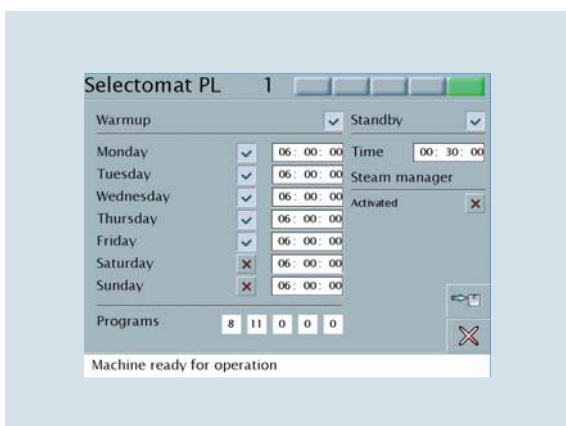 Selectomat PL 1
Warmup
Monday 06: 00: 00
Tuesday 06: 00: 00
Wednesday 06: 00: 00
Thursday 06: 00: 00
Friday 06: 00: 00
Saturday 06: 00: 00
Sunday 06: 00: 00
Programs 8 11 0 0 0
Standby
Time 00: 30: 00
Steam manager
Activated
Machine ready for operation